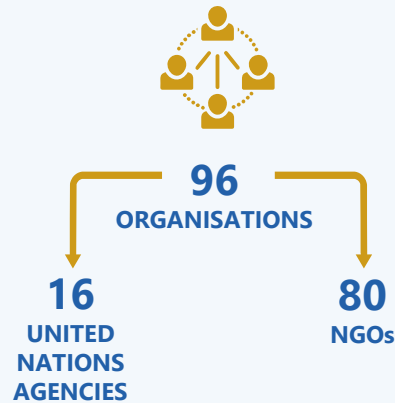 96
ORGANISATIONS
16
UNITED
NATIONS
AGENCIES
80
NGOs